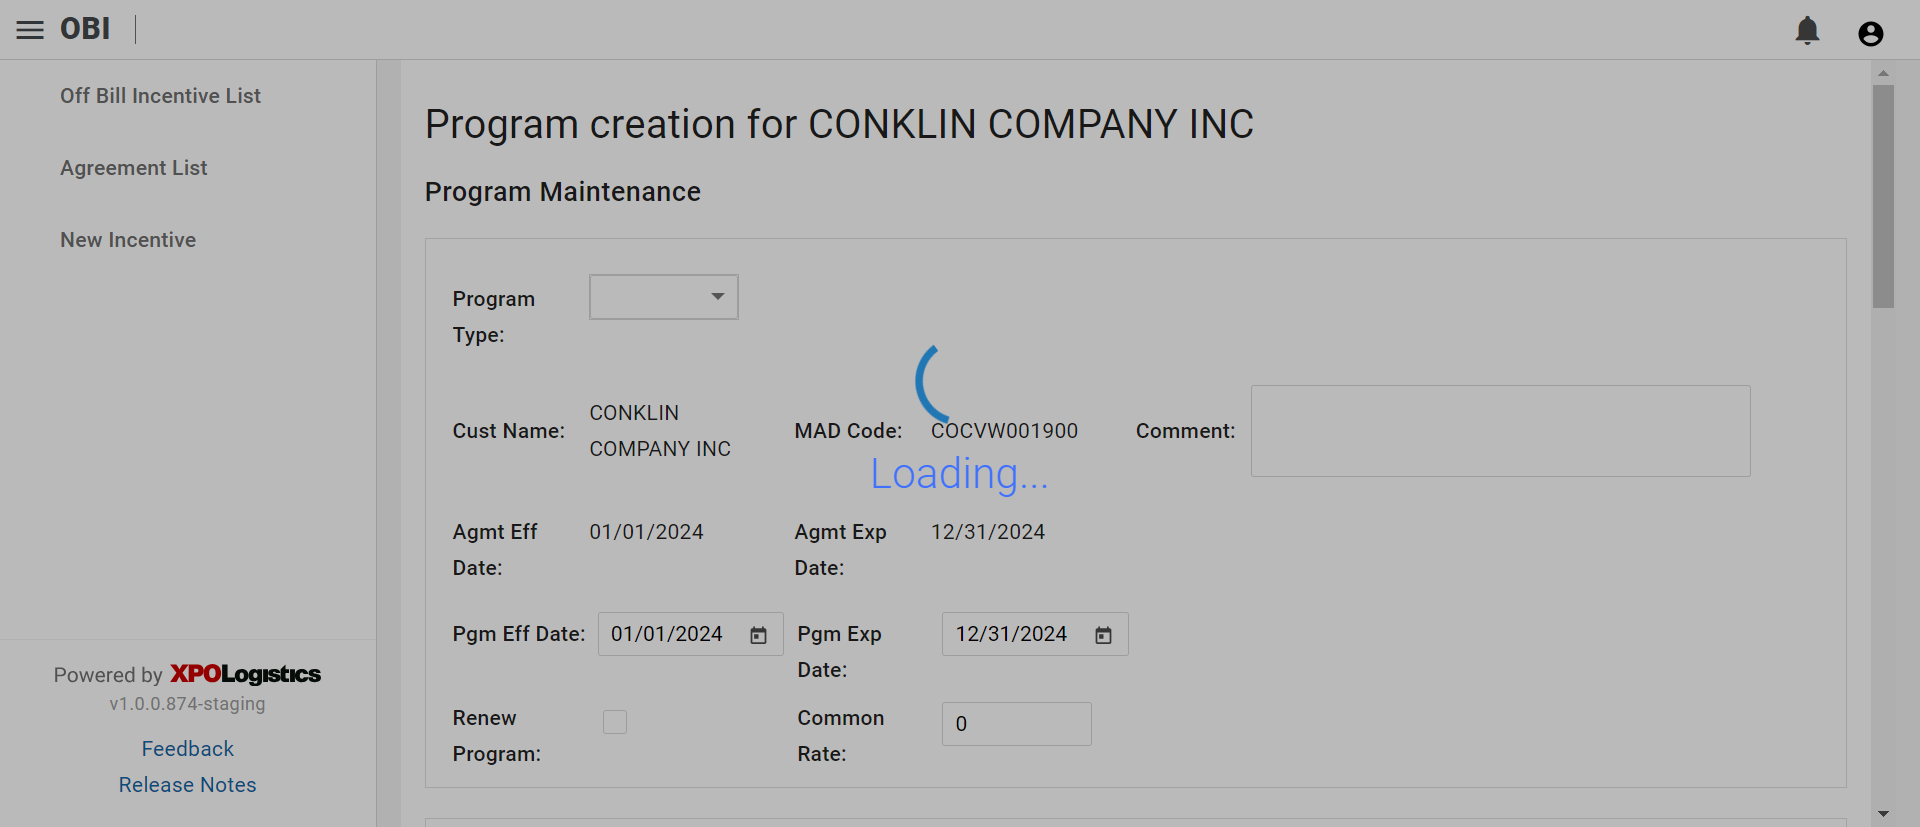 OBI
Off Bill Incentive List
Agreement List
New Incentive
Powered by XPOLogistics
v1.0.0.874-staging
Feedback
Release Notes
Program creation for CONKLIN COMPANY INC
Program Maintenance
Program
Type:
Cust Name:
CONKLIN
COMPANY INC
MAD Code:
COCVW001900
Comment:
Loading...
Agmt Eff
Date:
01/01/2024
Agmt Exp
Date:
12/31/2024
Pgm Eff Date:
01/01/2024
Pgm Exp
Date:
12/31/2024
Renew
Program:
Common
Rate:
0